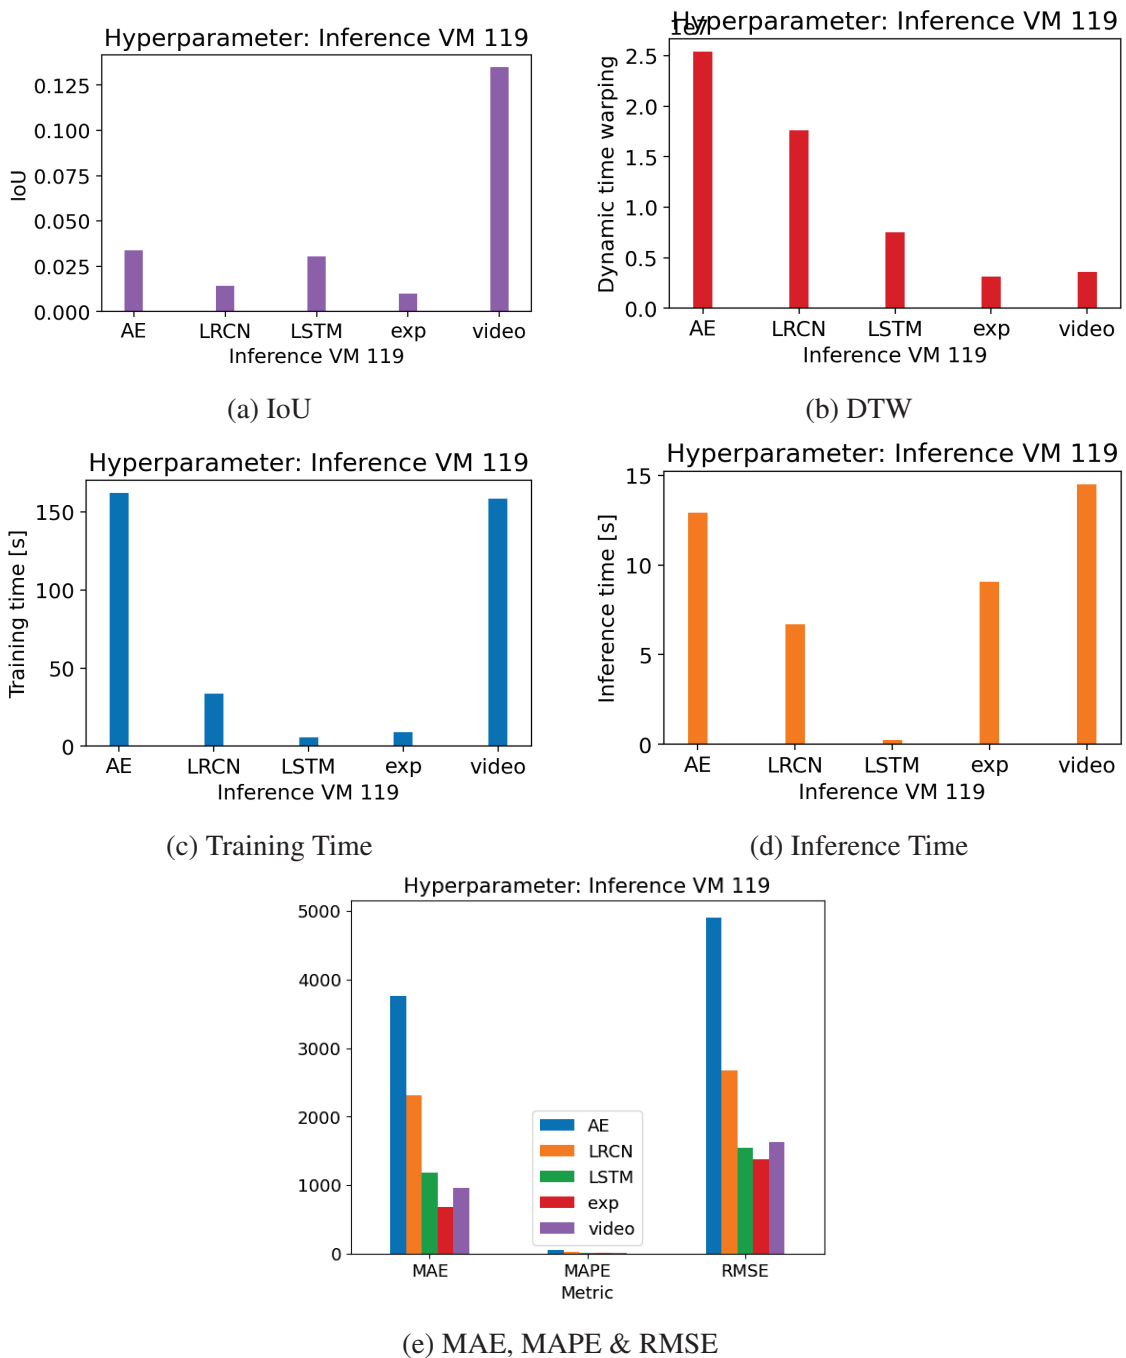 Hyperparameter: Inference VM 119
0.125
0.100
0.075
0.050
0.025
0.000
IoU
AE LRCN LSTM exp video
Inference VM 119
(a) IoU
Hyperparameter: Inference VM 119
1e7
2.5
2.0
1.5
1.0
0.5
0.0
Dynamic time warping
AE LRCN LSTM exp video
Inference VM 119
(b) DTW
Hyperparameter: Inference VM 119
150
100
50
0
Training time [s]
AE LRCN LSTM exp video
Inference VM 119
(c) Training Time
Hyperparameter: Inference VM 119
15
10
5
0
Inference time [s]
AE LRCN LSTM exp video
Inference VM 119
(d) Inference Time
Hyperparameter: Inference VM 119
5000
4000
3000
2000
1000
0
AE
LRCN
LSTM
exp
video
MAE MAPE RMSE
Metric
(e) MAE, MAPE & RMSE